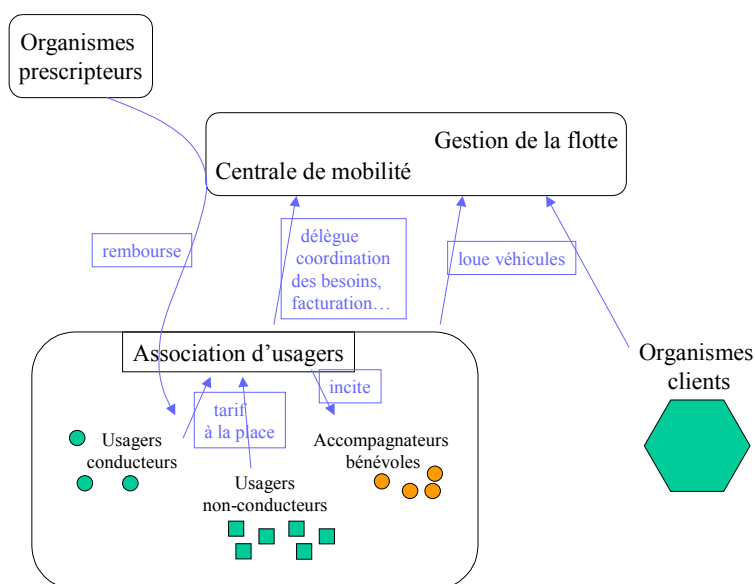 Organismes
prescripteurs
Gestion de la flotte
Centrale de mobilité
rembourse
délègue
coordination
des besoins,
facturation…
loue véhicules
Association d’usagers
Organismes
clients
incite
tarif
à la place
Usagers
conducteurs
Accompagnateurs
bénévoles
Usagers
non-conducteurs